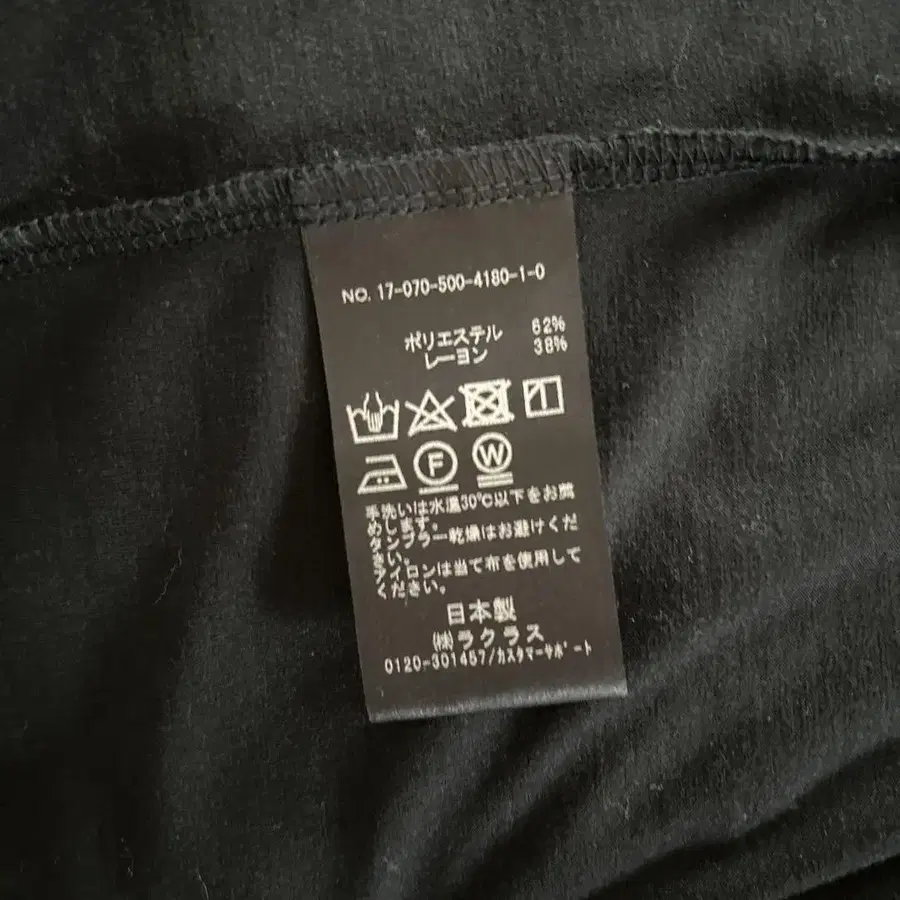 NO. 17-070-500-4180-1-0
ポリエステル 62%
レーヨン 38%
F W
手洗いは水温30℃以下をお薦
めします。
タンブラー乾燥はお避けくだ
さい。
アイロンは当て布を使用して
ください。
日本製
㈱ラクラス
0120-301457/カスタマーサポート